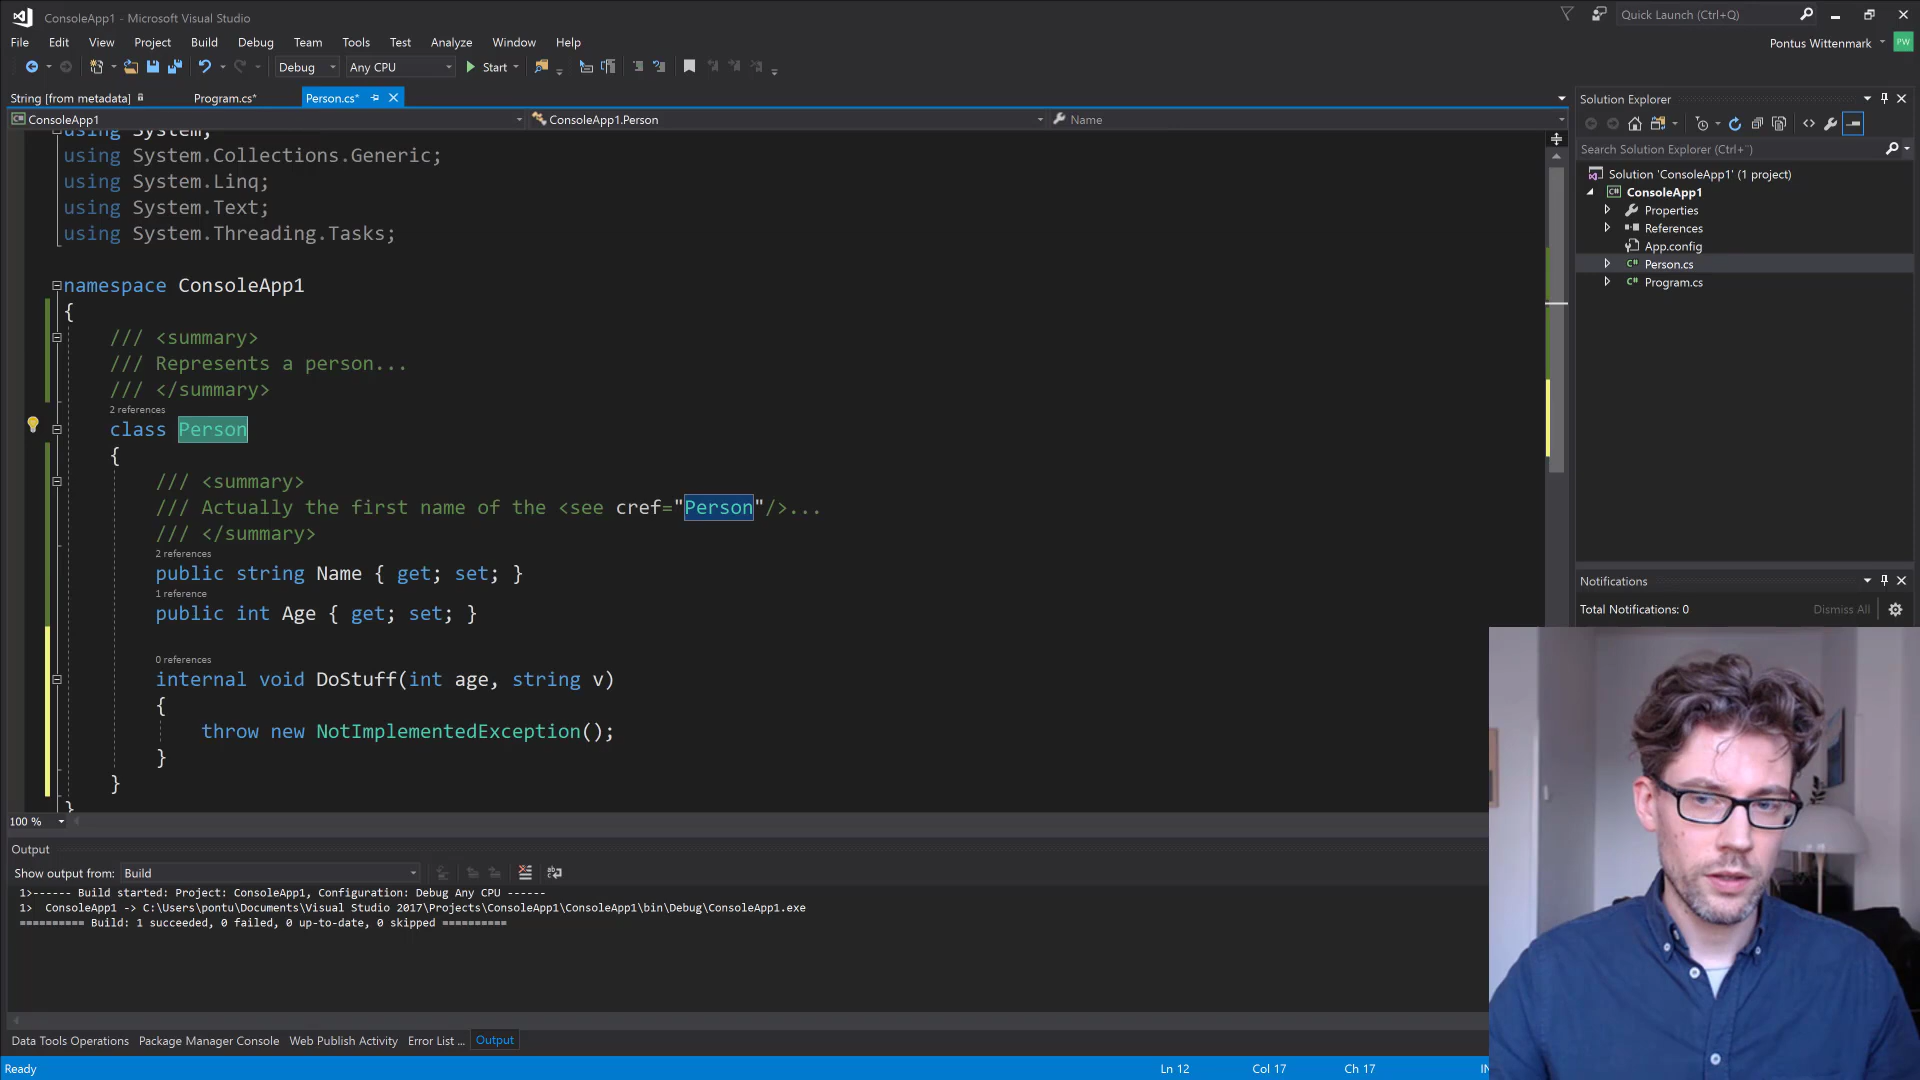 ConsoleApp1 - Microsoft Visual Studio
Quick Launch (Ctrl+Q)
File Edit View Project Build Debug Team Tools Test Analyze Window Help
Pontus Wittenmark PW
Debug Any CPU Start
String [from metadata] Program.cs* Person.cs*
ConsoleApp1 ConsoleApp1.Person Name
using System;
using System.Collections.Generic;
using System.Linq;
using System.Text;
using System.Threading.Tasks;
namespace ConsoleApp1
{
/// <summary>
/// Represents a person...
/// </summary>
2 references
class Person
{
/// <summary>
/// Actually the first name of the <see cref="Person"/>...
/// </summary>
2 references
public string Name { get; set; }
1 reference
public int Age { get; set; }
0 references
internal void DoStuff(int age, string v)
{
throw new NotImplementedException();
}
}
}
100 %
Solution Explorer
Search Solution Explorer (Ctrl+¨)
Solution 'ConsoleApp1' (1 project)
ConsoleApp1
Properties
References
App.config
Person.cs
Program.cs
Notifications
Total Notifications: 0 Dismiss All
Output
Show output from: Build
1>------ Build started: Project: ConsoleApp1, Configuration: Debug Any CPU ------
1>  ConsoleApp1 -> C:\Users\pontu\Documents\Visual Studio 2017\Projects\ConsoleApp1\ConsoleApp1\bin\Debug\ConsoleApp1.exe
========== Build: 1 succeeded, 0 failed, 0 up-to-date, 0 skipped ==========
Data Tools Operations Package Manager Console Web Publish Activity Error List ... Output
Ready Ln 12 Col 17 Ch 17